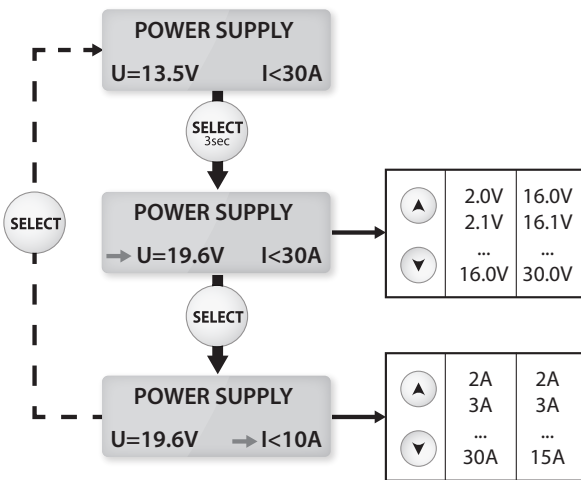 POWER SUPPLY
U=13.5V I<30A
SELECT
3sec
POWER SUPPLY
→ U=19.6V I<30A
2.0V 16.0V
2.1V 16.1V
... ...
16.0V 30.0V
SELECT
SELECT
POWER SUPPLY
U=19.6V → I<10A
2A 2A
3A 3A
... ...
30A 15A